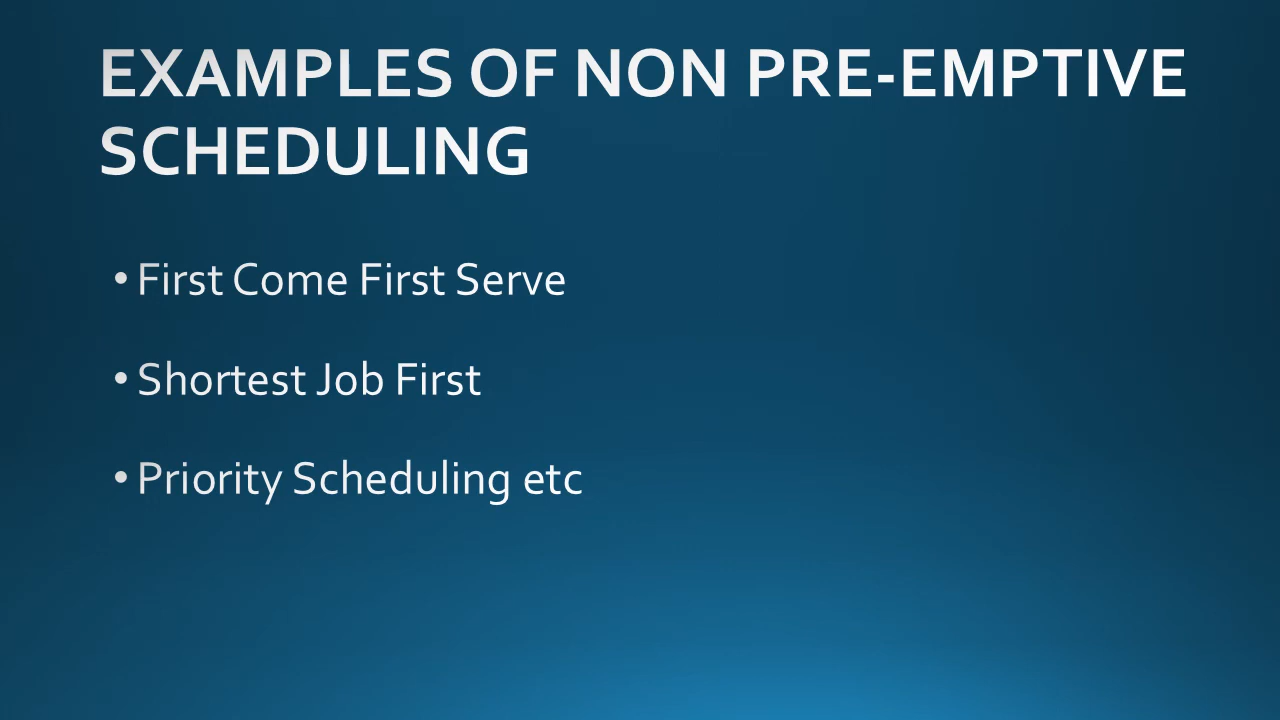 EXAMPLES OF NON PRE-EMPTIVE
SCHEDULING
• First Come First Serve
• Shortest Job First
• Priority Scheduling etc